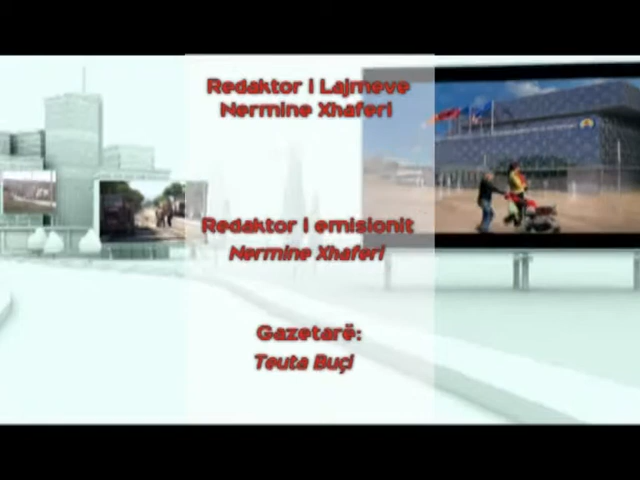 Redaktor i Lajmeve
Nermine Xhaferi
Redaktor i emisionit
Nermine Xhaferi
Gazetarë:
Teuta Buçi